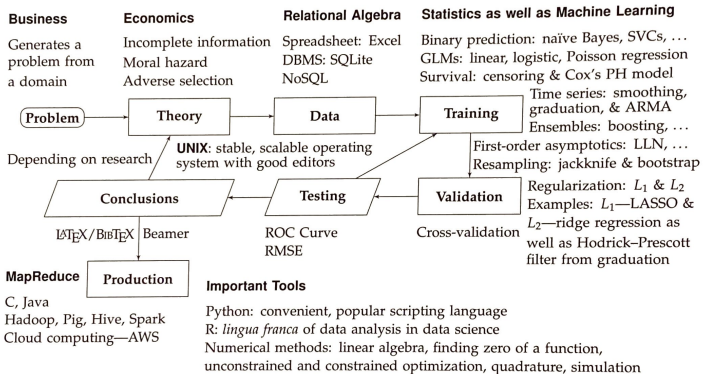 Business
Generates a
problem from
a domain
Economics
Incomplete information
Moral hazard
Adverse selection
Relational Algebra
Spreadsheet: Excel
DBMS: SQLite
NoSQL
Statistics as well as Machine Learning
Binary prediction: naïve Bayes, SVCs, …
GLMs: linear, logistic, Poisson regression
Survival: censoring & Cox's PH model
Time series: smoothing,
graduation, & ARMA
Ensembles: boosting, …
First-order asymptotics: LLN, …
Resampling: jackknife & bootstrap
Problem
Theory
Data
Training
Depending on research
UNIX: stable, scalable operating
system with good editors
Conclusions
Testing
Validation
Regularization: L₁ & L₂
Examples: L₁—LASSO &
L₂—ridge regression as
well as Hodrick–Prescott
filter from graduation
LATEX/BIBTEX Beamer
ROC Curve
RMSE
Cross-validation
MapReduce
Production
C, Java
Hadoop, Pig, Hive, Spark
Cloud computing—AWS
Important Tools
Python: convenient, popular scripting language
R: lingua franca of data analysis in data science
Numerical methods: linear algebra, finding zero of a function,
unconstrained and constrained optimization, quadrature, simulation